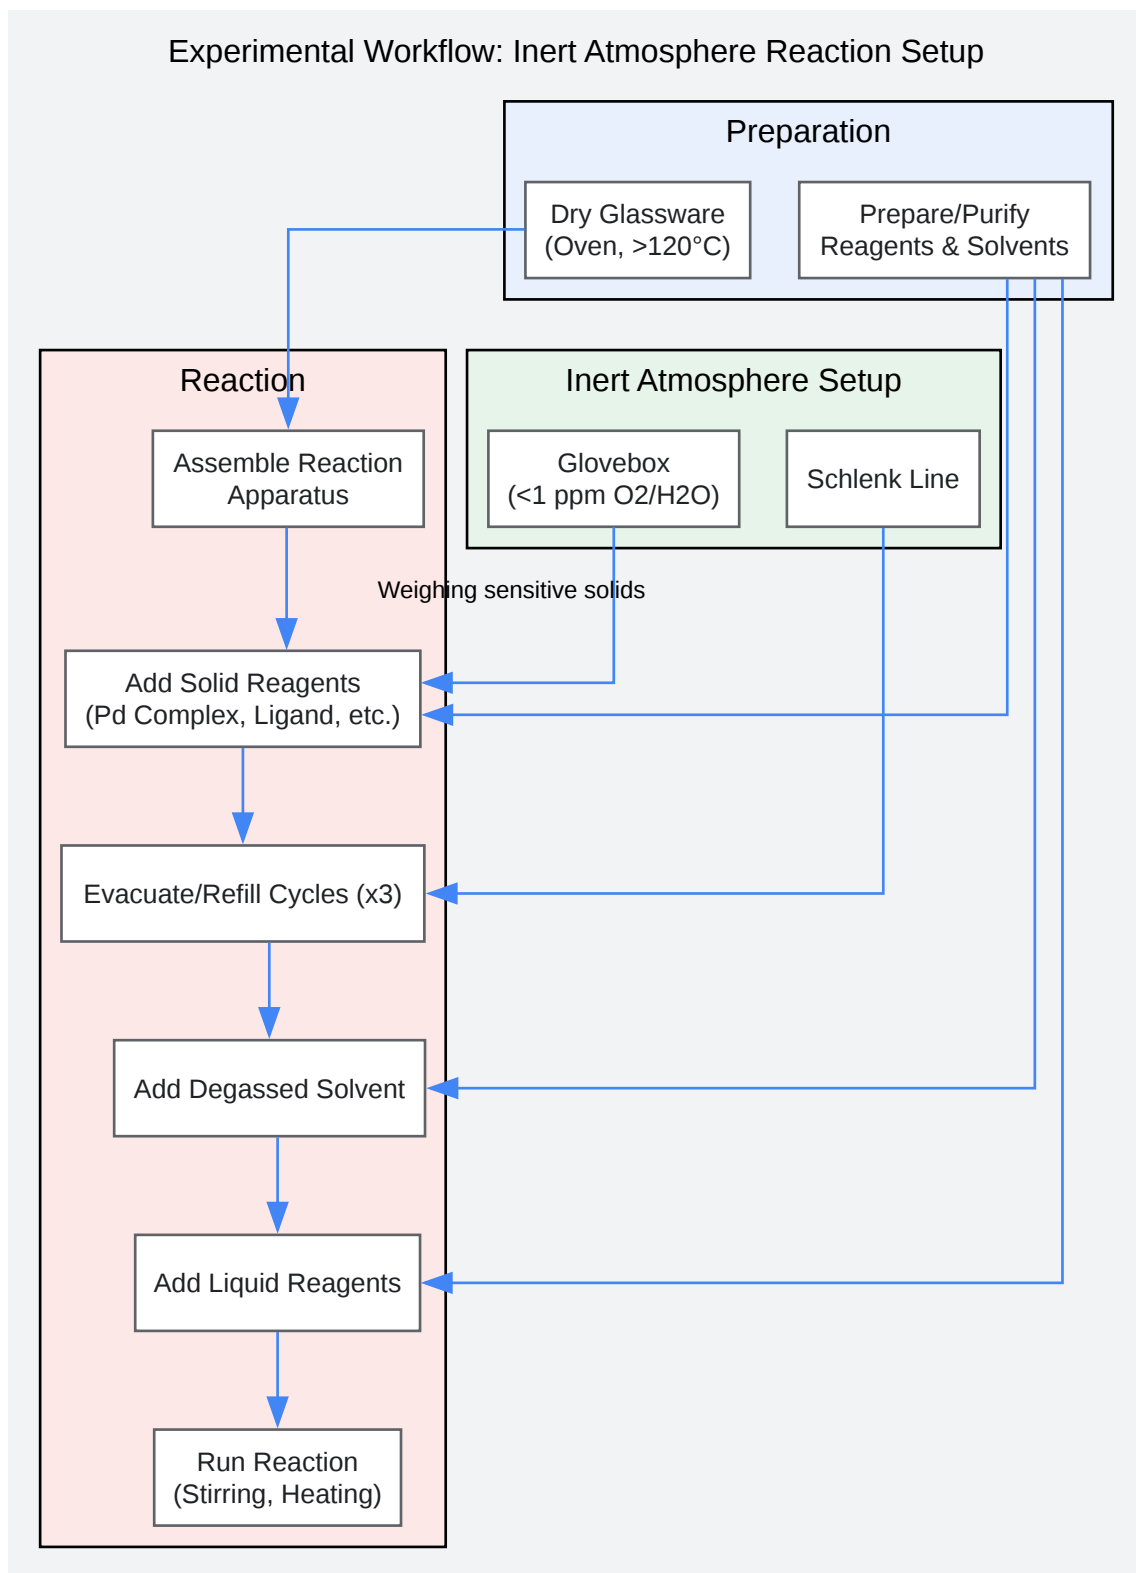 Experimental Workflow: Inert Atmosphere Reaction Setup
Preparation
Dry Glassware
(Oven, >120°C)
Prepare/Purify
Reagents & Solvents
Reaction
Inert Atmosphere Setup
Assemble Reaction
Apparatus
Glovebox
(<1 ppm O2/H2O)
Schlenk Line
Weighing sensitive solids
Add Solid Reagents
(Pd Complex, Ligand, etc.)
Evacuate/Refill Cycles (x3)
Add Degassed Solvent
Add Liquid Reagents
Run Reaction
(Stirring, Heating)